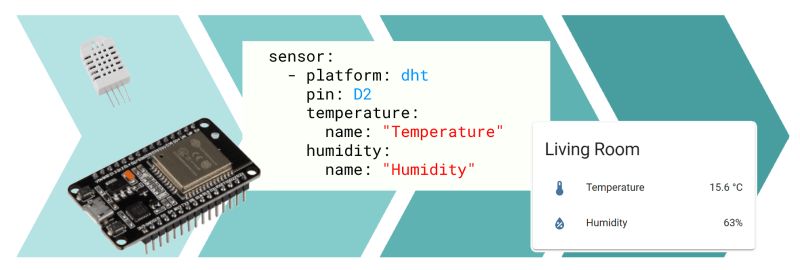 sensor:
- platform: dht
pin: D2
temperature:
name: "Temperature"
humidity:
name: "Humidity"
Living Room
Temperature 15.6 °C
Humidity 63%